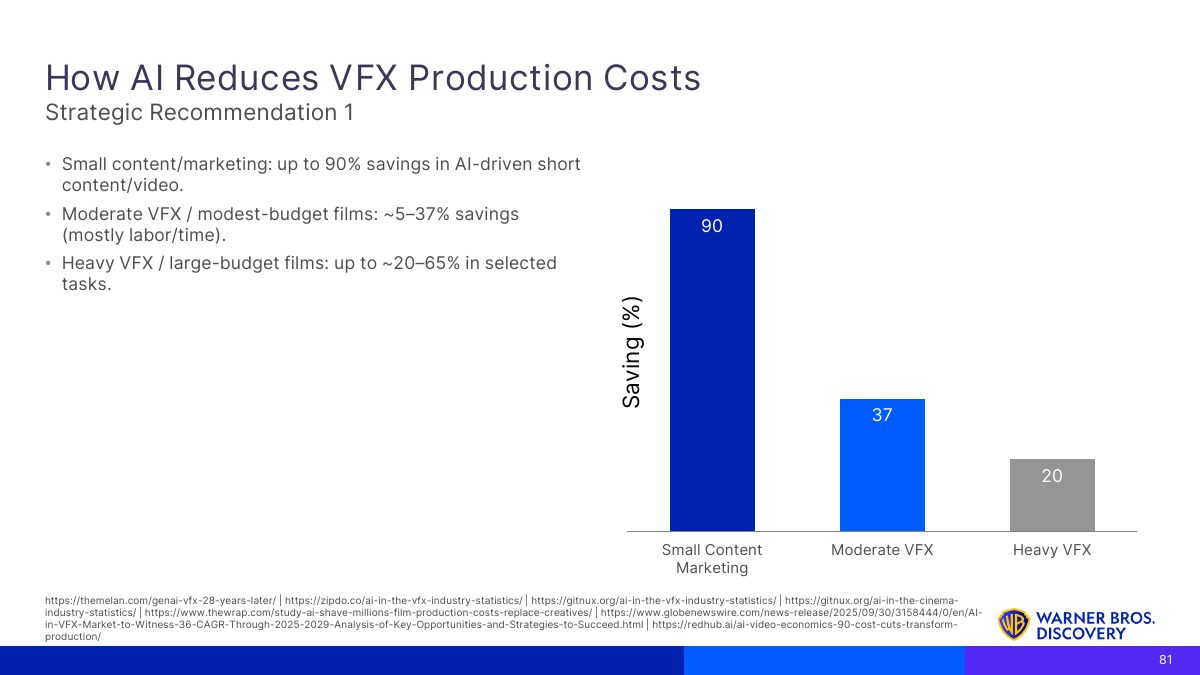 How AI Reduces VFX Production Costs
Strategic Recommendation 1
• Small content/marketing: up to 90% savings in AI-driven short
content/video.
• Moderate VFX / modest-budget films: ~5–37% savings
(mostly labor/time).
• Heavy VFX / large-budget films: up to ~20–65% in selected
tasks.
Saving (%)
90
37
20
Small Content
Marketing
Moderate VFX
Heavy VFX
https://themelan.com/genai-vfx-28-years-later/ | https://zipdo.co/ai-in-the-vfx-industry-statistics/ | https://gitnux.org/ai-in-the-vfx-industry-statistics/ | https://gitnux.org/ai-in-the-cinema-
industry-statistics/ | https://www.thewrap.com/study-ai-shave-millions-film-production-costs-replace-creatives/ | https://www.globenewswire.com/news-release/2025/09/30/3158444/0/en/AI-
in-VFX-Market-to-Witness-36-CAGR-Through-2025-2029-Analysis-of-Key-Opportunities-and-Strategies-to-Succeed.html | https://redhub.ai/ai-video-economics-90-cost-cuts-transform-
production/
WB
WARNER BROS.
DISCOVERY
81